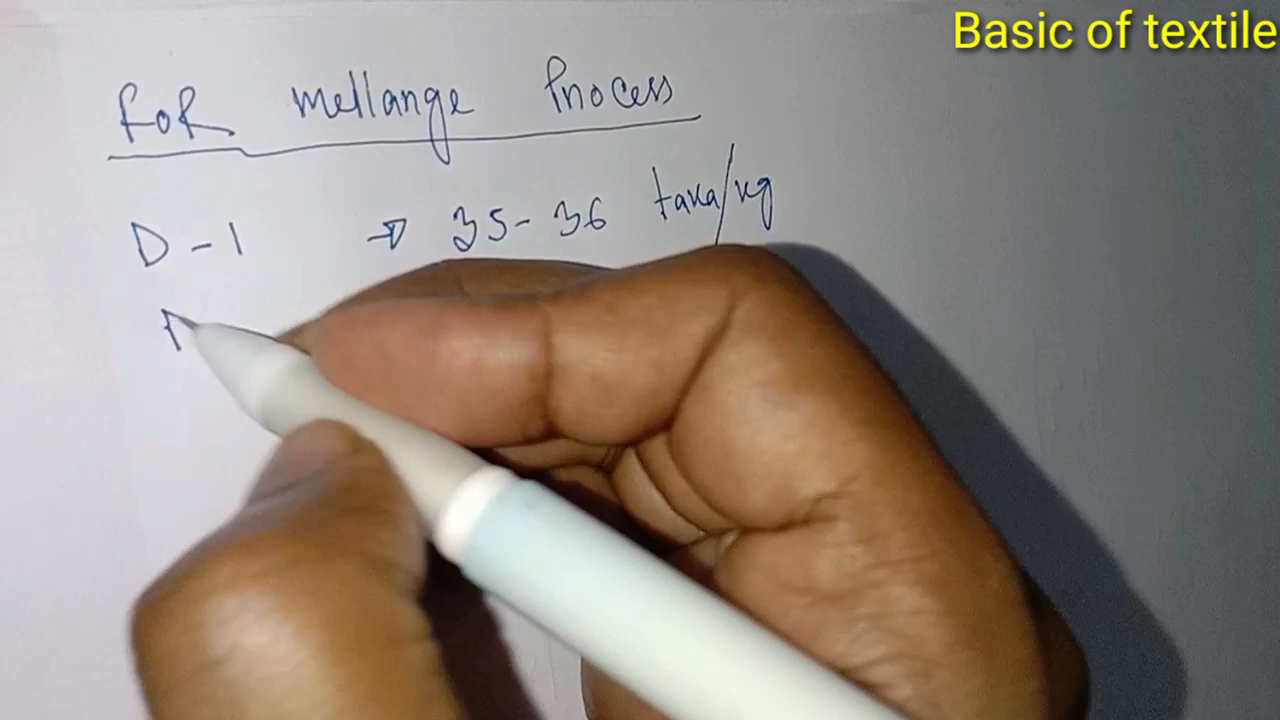 Basic of textile
FOR mellange Process
D-1 → 35-36 taka/kg